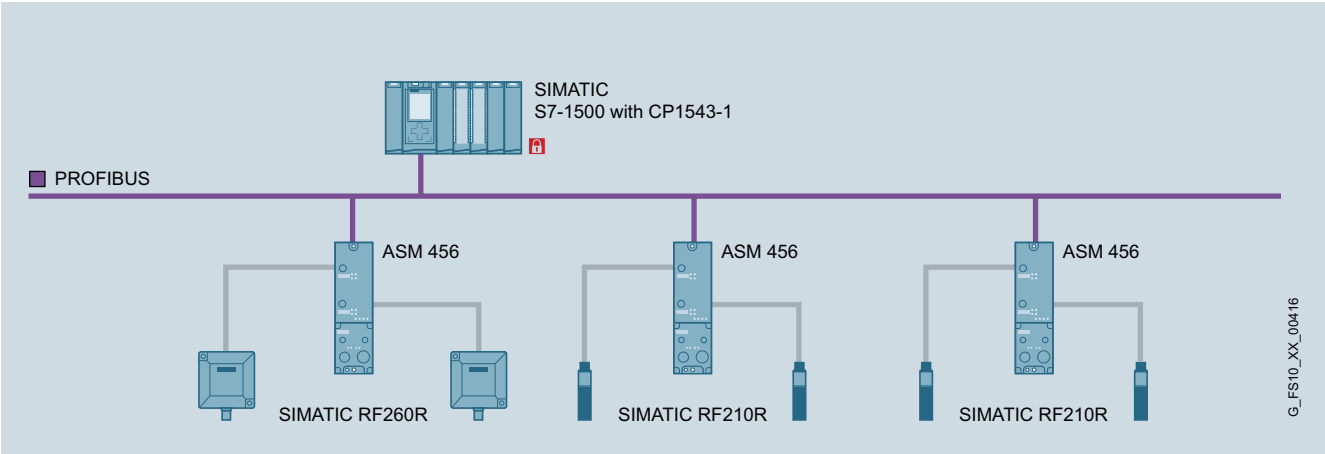 SIMATIC
S7-1500 with CP1543-1
PROFIBUS
ASM 456
ASM 456
ASM 456
SIMATIC RF260R
SIMATIC RF210R
SIMATIC RF210R
G_FS10_XX_00416